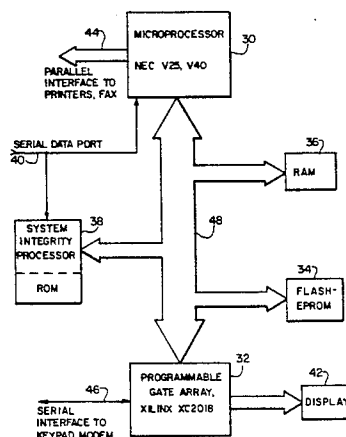 44
MICROPROCESSOR
30
NEC V25, V40
PARALLEL
INTERFACE TO
PRINTERS, FAX
SERIAL DATA PORT
40
36
RAM
SYSTEM
INTEGRITY
PROCESSOR
38
ROM
48
34
FLASH-
EPROM
32
PROGRAMMABLE
GATE ARRAY,
XILINX XC2018
42
DISPLAY
46
SERIAL
INTERFACE TO
KEYPAD MODEM